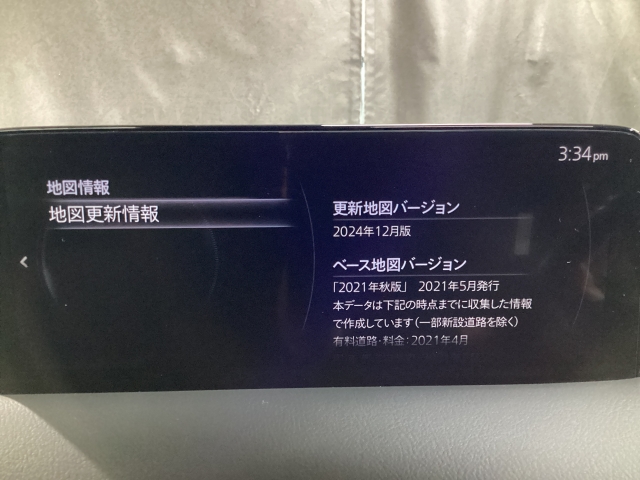 3:34pm
地図情報
地図更新情報
更新地図バージョン
2024年12月版
ベース地図バージョン
「2021年秋版」 2021年5月発行
本データは下記の時点までに収集した情報
で作成しています(一部新設道路を除く)
有料道路・料金:2021年4月